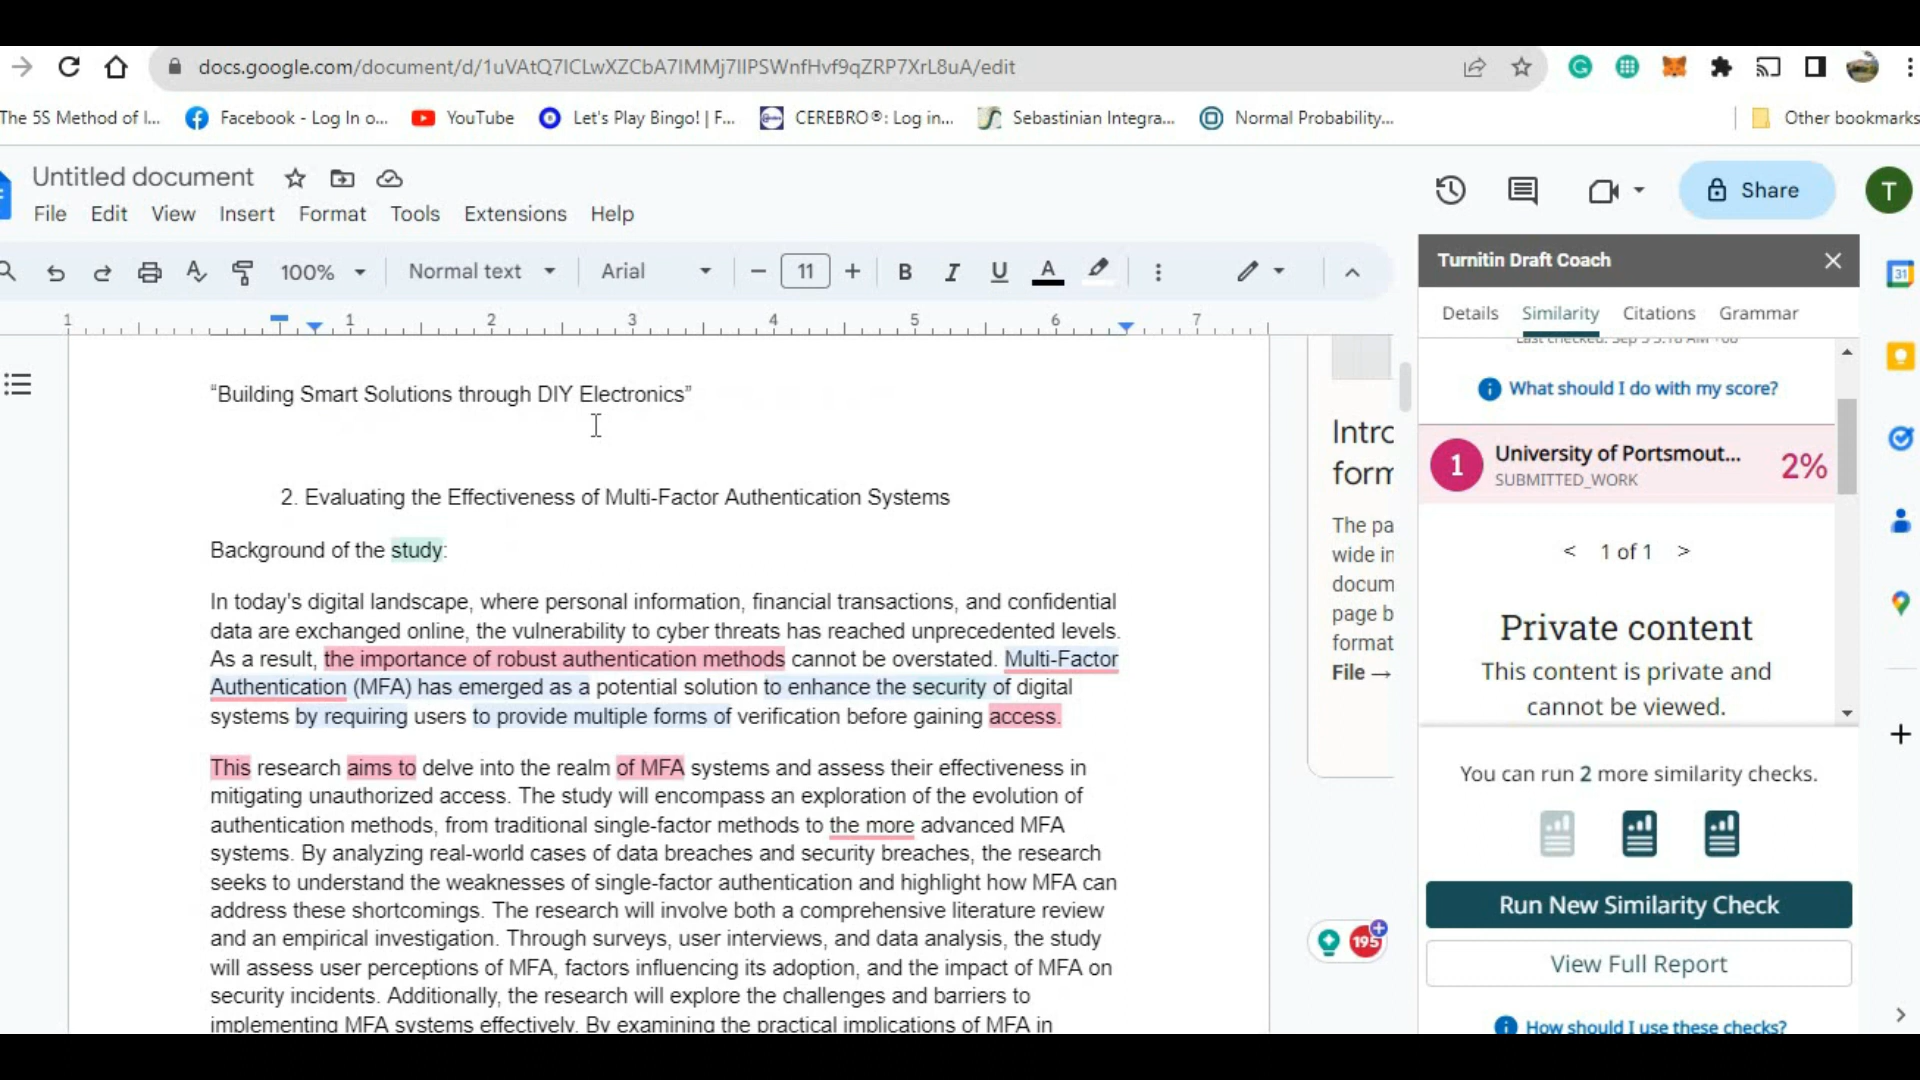 docs.google.com/document/d/1uVAtQ7ICLwXZCbA7IMMj7IIPSWnfHvf9qZRP7XrL8uA/edit
The 5S Method of I... Facebook - Log In o... YouTube Let's Play Bingo! | F... CEREBRO®: Log in... Sebastinian Integra... Normal Probability... Other bookmarks
Untitled document
Share
T
File Edit View Insert Format Tools Extensions Help
100% Normal text Arial 11 B I U A
1 1 2 3 4 5 6 7
“Building Smart Solutions through DIY Electronics”
2. Evaluating the Effectiveness of Multi-Factor Authentication Systems
Background of the study:
In today's digital landscape, where personal information, financial transactions, and confidential
data are exchanged online, the vulnerability to cyber threats has reached unprecedented levels.
As a result, the importance of robust authentication methods cannot be overstated. Multi-Factor
Authentication (MFA) has emerged as a potential solution to enhance the security of digital
systems by requiring users to provide multiple forms of verification before gaining access.
This research aims to delve into the realm of MFA systems and assess their effectiveness in
mitigating unauthorized access. The study will encompass an exploration of the evolution of
authentication methods, from traditional single-factor methods to the more advanced MFA
systems. By analyzing real-world cases of data breaches and security breaches, the research
seeks to understand the weaknesses of single-factor authentication and highlight how MFA can
address these shortcomings. The research will involve both a comprehensive literature review
and an empirical investigation. Through surveys, user interviews, and data analysis, the study
will assess user perceptions of MFA, factors influencing its adoption, and the impact of MFA on
security incidents. Additionally, the research will explore the challenges and barriers to
implementing MFA systems effectively. By examining the practical implications of MFA in
Intro
form
The pa
wide in
docum
page b
format
File →
195
Turnitin Draft Coach
Details Similarity Citations Grammar
What should I do with my score?
1 University of Portsmout... 2%
SUBMITTED_WORK
< 1 of 1 >
Private content
This content is private and
cannot be viewed.
You can run 2 more similarity checks.
Run New Similarity Check
View Full Report
How should I use these checks?
31